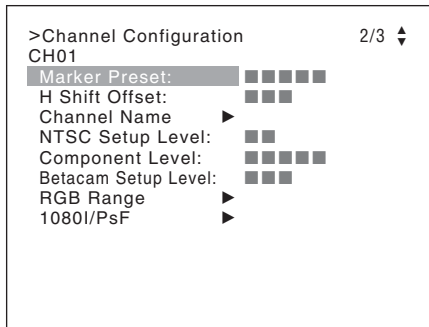 >Channel Configuration 2/3 ▲▼
CH01
Marker Preset: ■■■■■
H Shift Offset: ■■■
Channel Name ▶
NTSC Setup Level: ■■
Component Level: ■■■■■
Betacam Setup Level: ■■■
RGB Range ▶
1080I/PsF ▶